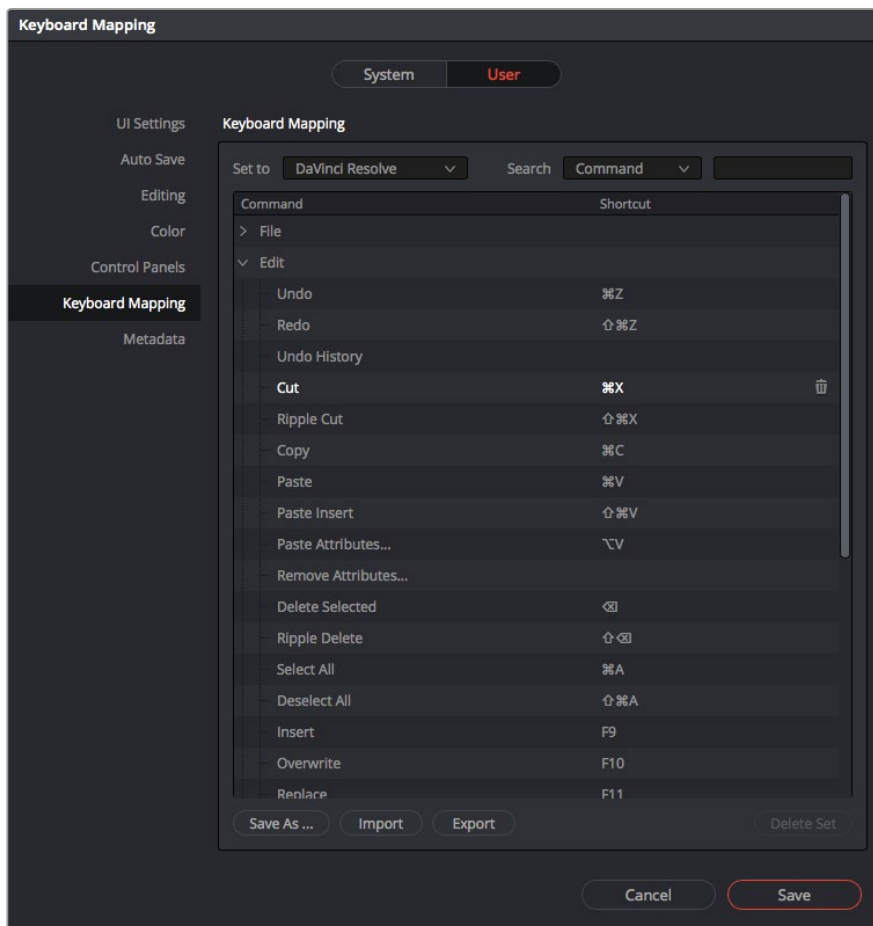 Keyboard Mapping
System User
UI Settings
Auto Save
Editing
Color
Control Panels
Keyboard Mapping
Metadata
Keyboard Mapping
Set to DaVinci Resolve Search Command
Command Shortcut
> File
Edit
Undo ⌘Z
Redo ⇧⌘Z
Undo History
Cut ⌘X
Ripple Cut ⇧⌘X
Copy ⌘C
Paste ⌘V
Paste Insert ⇧⌘V
Paste Attributes... ⌥V
Remove Attributes...
Delete Selected ⌫
Ripple Delete ⇧⌫
Select All ⌘A
Deselect All ⇧⌘A
Insert F9
Overwrite F10
Replace F11
Save As ... Import Export Delete Set
Cancel Save